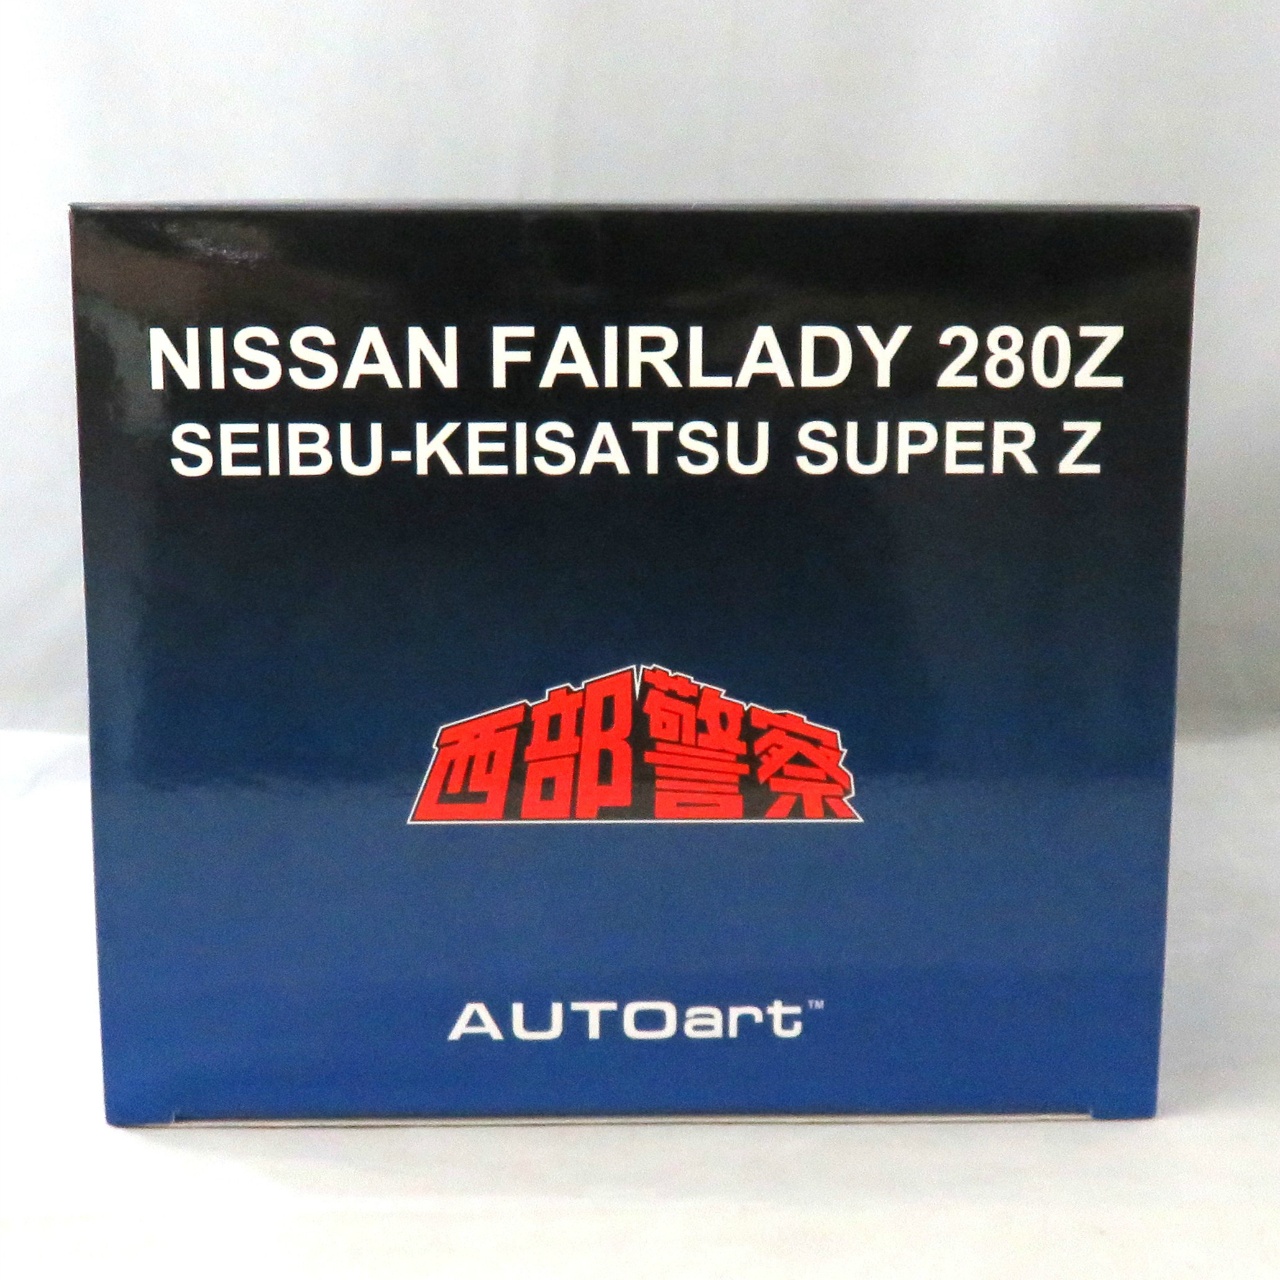 NISSAN FAIRLADY 280Z
SEIBU-KEISATSU SUPER Z
西部警察
AUTOart™